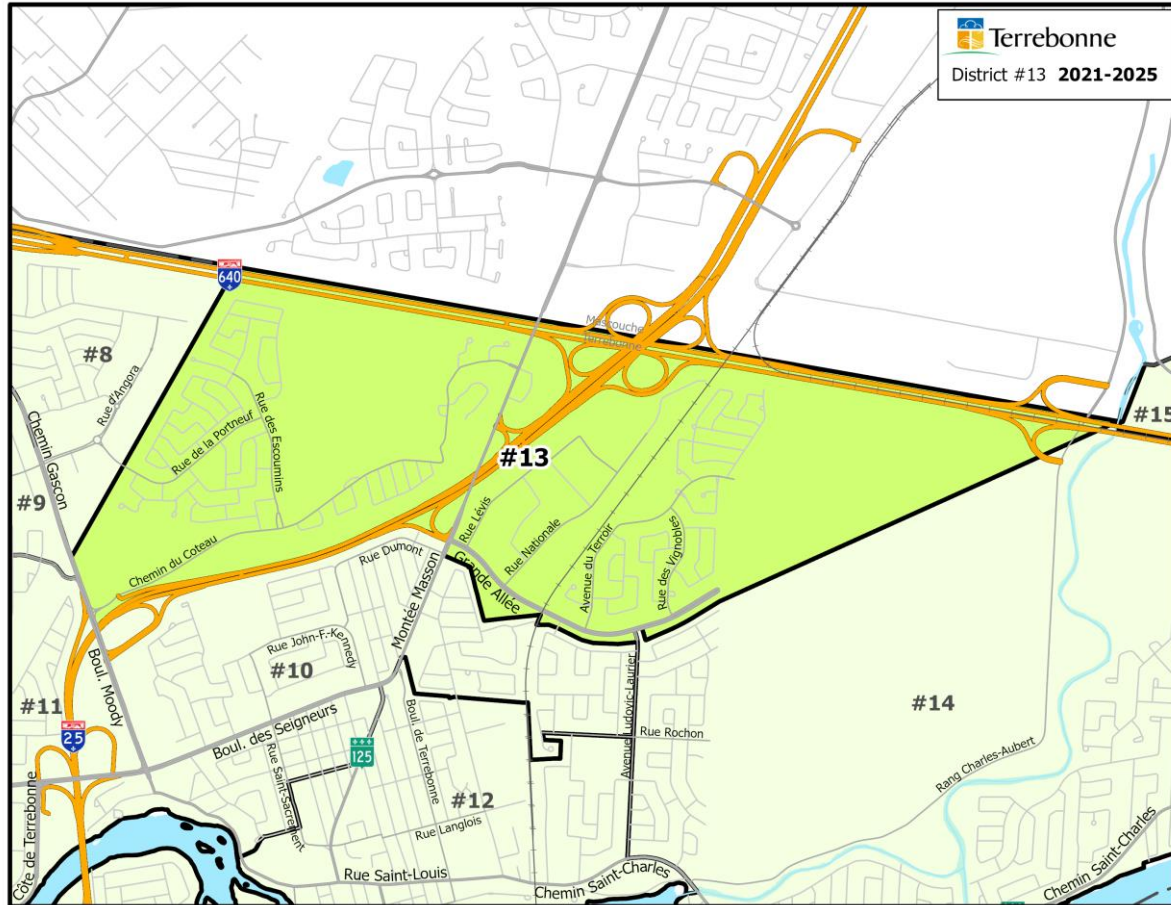 Terrebonne
District #13 2021-2025
640
Mascouche
Terrebonne
#8
Rue d'Angora
#15
Chemin Gascon
Rue de la Portneuf
Rue des Escoumins
#13
#9
Rue Lévis
Rue Nationale
Avenue du Terroir
Rue des Vignobles
Chemin du Coteau
Rue Dumont
Montée Masson
Grande Allée
Rue John-F.-Kennedy
#10
Boul. Moody
#11
25
Boul. des Seigneurs
125
Boul. de Terrebonne
Avenue Ludovic-Laurier
Rue Rochon
#14
Rang Charles-Aubert
Rue Saint-Sacrement
#12
Rue Langlois
Côte de Terrebonne
Rue Saint-Louis
Chemin Saint-Charles
Chemin Saint-Charles